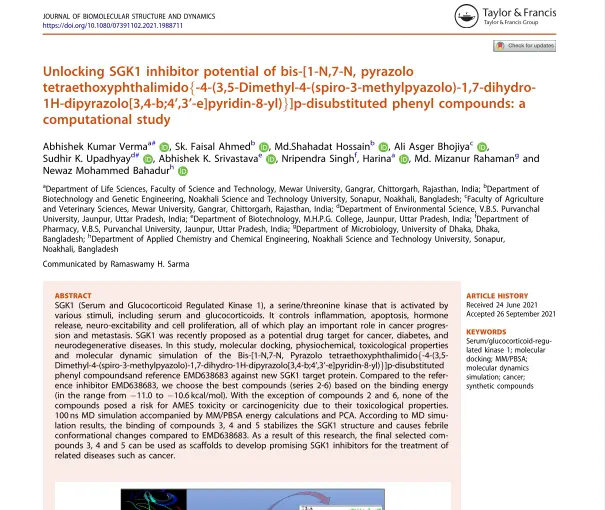 JOURNAL OF BIOMOLECULAR STRUCTURE AND DYNAMICS
https://doi.org/10.1080/07391102.2021.1988711
Taylor & Francis
Taylor & Francis Group
Check for updates
Unlocking SGK1 inhibitor potential of bis-[1-N,7-N, pyrazolo
tetraethoxyphthalimido{-4-(3,5-Dimethyl-4-(spiro-3-methylpyazolo)-1,7-dihydro-
1H-dipyrazolo[3,4-b;4’,3’-e]pyridin-8-yl)}]p-disubstituted phenyl compounds: a
computational study
Abhishek Kumar Verma^a#, Sk. Faisal Ahmed^b, Md.Shahadat Hossain^b, Ali Asger Bhojiya^c,
Sudhir K. Upadhyay^d#, Abhishek K. Srivastava^e, Nripendra Singh^f, Harina^a, Md. Mizanur Rahaman^g and
Newaz Mohammed Bahadur^h
^aDepartment of Life Sciences, Faculty of Science and Technology, Mewar University, Gangrar, Chittorgarh, Rajasthan, India; ^bDepartment of
Biotechnology and Genetic Engineering, Noakhali Science and Technology University, Sonapur, Noakhali, Bangladesh; ^cFaculty of Agriculture
and Veterinary Sciences, Mewar University, Gangrar, Chittorgarh, Rajasthan, India; ^dDepartment of Environmental Science, V.B.S. Purvanchal
University, Jaunpur, Uttar Pradesh, India; ^eDepartment of Biotechnology, M.H.P.G. College, Jaunpur, Uttar Pradesh, India; ^fDepartment of
Pharmacy, V.B.S, Purvanchal University, Jaunpur, Uttar Pradesh, India; ^gDepartment of Microbiology, University of Dhaka, Dhaka,
Bangladesh; ^hDepartment of Applied Chemistry and Chemical Engineering, Noakhali Science and Technology University, Sonapur,
Noakhali, Bangladesh
Communicated by Ramaswamy H. Sarma
ABSTRACT
SGK1 (Serum and Glucocorticoid Regulated Kinase 1), a serine/threonine kinase that is activated by
various stimuli, including serum and glucocorticoids. It controls inflammation, apoptosis, hormone
release, neuro-excitability and cell proliferation, all of which play an important role in cancer progres-
sion and metastasis. SGK1 was recently proposed as a potential drug target for cancer, diabetes, and
neurodegenerative diseases. In this study, molecular docking, physiochemical, toxicological properties
and molecular dynamic simulation of the Bis-[1-N,7-N, Pyrazolo tetraethoxyphthalimido{-4-(3,5-
Dimethyl-4-(spiro-3-methylpyazolo)-1,7-dihydro-1H-dipyrazolo[3,4-b;4’,3’-e]pyridin-8-yl)}]p-disubstituted
phenyl compoundsand reference EMD638683 against new SGK1 target protein. Compared to the refer-
ence inhibitor EMD638683, we choose the best compounds (series 2-6) based on the binding energy
(in the range from −11.0 to −10.6 kcal/mol). With the exception of compounds 2 and 6, none of the
compounds posed a risk for AMES toxicity or carcinogenicity due to their toxicological properties.
100 ns MD simulation accompanied by MM/PBSA energy calculations and PCA. According to MD simu-
lation results, the binding of compounds 3, 4 and 5 stabilizes the SGK1 structure and causes febrile
conformational changes compared to EMD638683. As a result of this research, the final selected com-
pounds 3, 4 and 5 can be used as scaffolds to develop promising SGK1 inhibitors for the treatment of
related diseases such as cancer.
ARTICLE HISTORY
Received 24 June 2021
Accepted 26 September 2021
KEYWORDS
Serum/glucocorticoid-regu-
lated kinase 1; molecular
docking; MM/PBSA;
molecular dynamics
simulation; cancer;
synthetic compounds